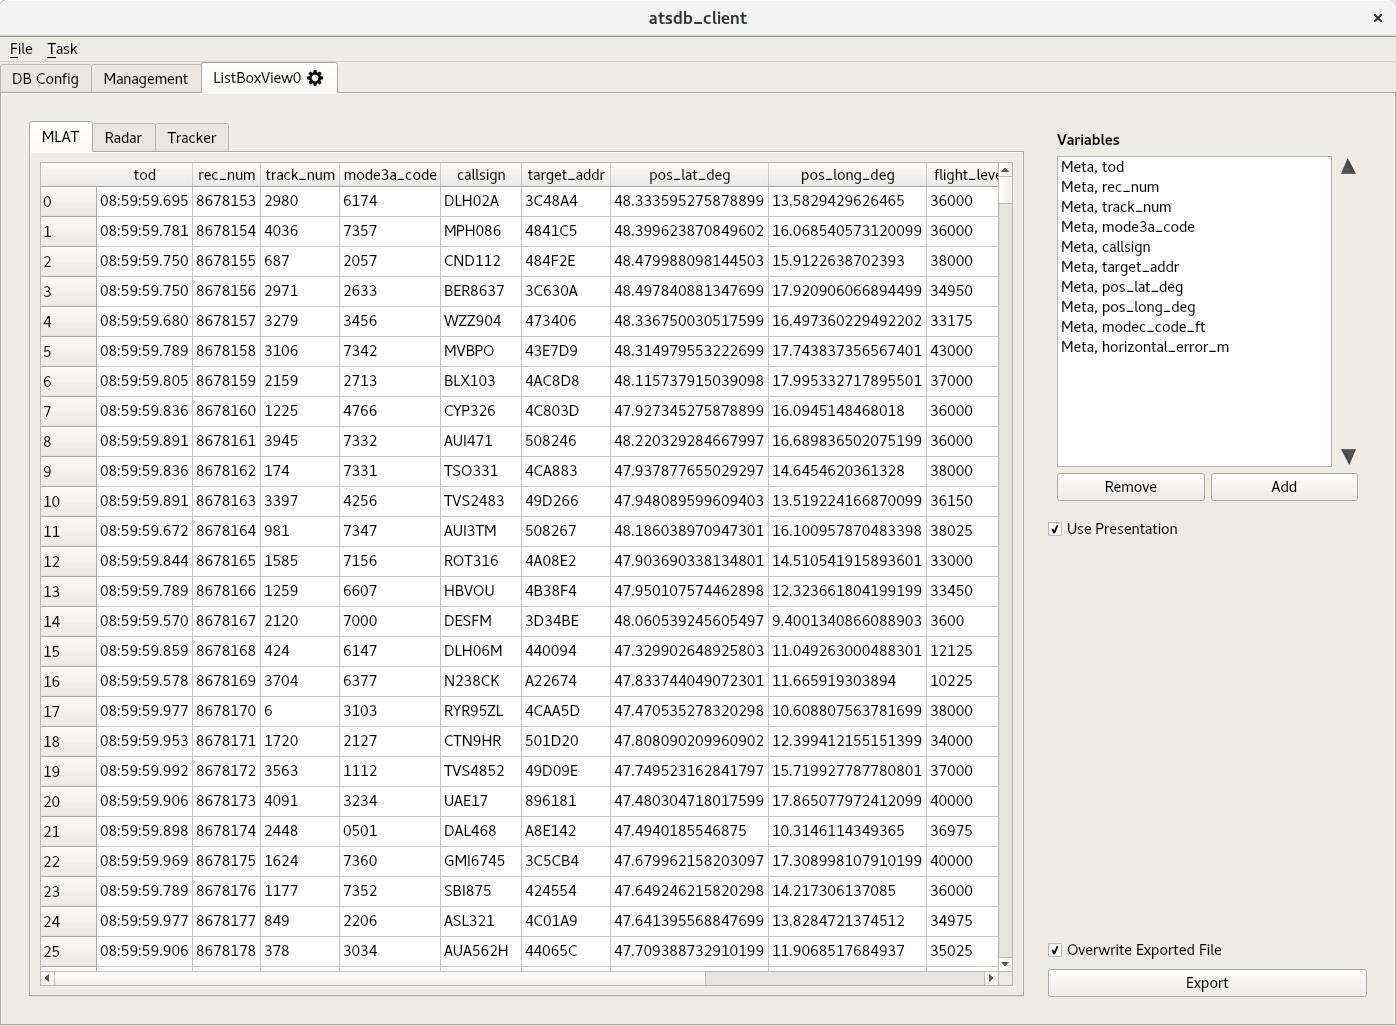 atsdb_client
File Task
DB Config Management ListBoxView0
MLAT Radar Tracker
tod rec_num track_num mode3a_code callsign target_addr pos_lat_deg pos_long_deg flight_leve
0 08:59:59.695 8678153 2980 6174 DLH02A 3C48A4 48.333595275878899 13.5829429626465 36000
1 08:59:59.781 8678154 4036 7357 MPH086 4841C5 48.399623870849602 16.068540573120099 36000
2 08:59:59.750 8678155 687 2057 CND112 484F2E 48.479988098144503 15.9122638702393 38000
3 08:59:59.750 8678156 2971 2633 BER8637 3C630A 48.497840881347699 17.920906066894499 34950
4 08:59:59.680 8678157 3279 3456 WZZ904 473406 48.336750030517599 16.497360229492202 33175
5 08:59:59.789 8678158 3106 7342 MVBPO 43E7D9 48.314979553222699 17.743837356567401 43000
6 08:59:59.805 8678159 2159 2713 BLX103 4AC8D8 48.115737915039098 17.995332717895501 37000
7 08:59:59.836 8678160 1225 4766 CYP326 4C803D 47.927345275878899 16.0945148468018 36000
8 08:59:59.891 8678161 3945 7332 AUI471 508246 48.220329284667997 16.689836502075199 36000
9 08:59:59.836 8678162 174 7331 TSO331 4CA883 47.937877655029297 14.6454620361328 38000
10 08:59:59.891 8678163 3397 4256 TVS2483 49D266 47.948089599609403 13.519224166870099 36150
11 08:59:59.672 8678164 981 7347 AUI3TM 508267 48.186038970947301 16.100957870483398 38025
12 08:59:59.844 8678165 1585 7156 ROT316 4A08E2 47.903690338134801 14.510541915893601 33000
13 08:59:59.789 8678166 1259 6607 HBVOU 4B38F4 47.950107574462898 12.323661804199199 33450
14 08:59:59.570 8678167 2120 7000 DESFM 3D34BE 48.060539245605497 9.4001340866088903 3600
15 08:59:59.859 8678168 424 6147 DLH06M 440094 47.329902648925803 11.049263000488301 12125
16 08:59:59.578 8678169 3704 6377 N238CK A22674 47.833744049072301 11.665919303894 10225
17 08:59:59.977 8678170 6 3103 RYR95ZL 4CAA5D 47.470535278320298 10.608807563781699 38000
18 08:59:59.953 8678171 1720 2127 CTN9HR 501D20 47.808090209960902 12.399412155151399 34000
19 08:59:59.992 8678172 3563 1112 TVS4852 49D09E 47.749523162841797 15.719927787780801 37000
20 08:59:59.906 8678173 4091 3234 UAE17 896181 47.480304718017599 17.865077972412099 40000
21 08:59:59.898 8678174 2448 0501 DAL468 A8E142 47.4940185546875 10.3146114349365 36975
22 08:59:59.969 8678175 1624 7360 GMI6745 3C5CB4 47.679962158203097 17.308998107910199 40000
23 08:59:59.789 8678176 1177 7352 SBI875 424554 47.649246215820298 14.217306137085 36000
24 08:59:59.977 8678177 849 2206 ASL321 4C01A9 47.641395568847699 13.8284721374512 34975
25 08:59:59.906 8678178 378 3034 AUA562H 44065C 47.709388732910199 11.9068517684937 35025
Variables
Meta, tod
Meta, rec_num
Meta, track_num
Meta, mode3a_code
Meta, callsign
Meta, target_addr
Meta, pos_lat_deg
Meta, pos_long_deg
Meta, modec_code_ft
Meta, horizontal_error_m
Remove Add
Use Presentation
Overwrite Exported File
Export